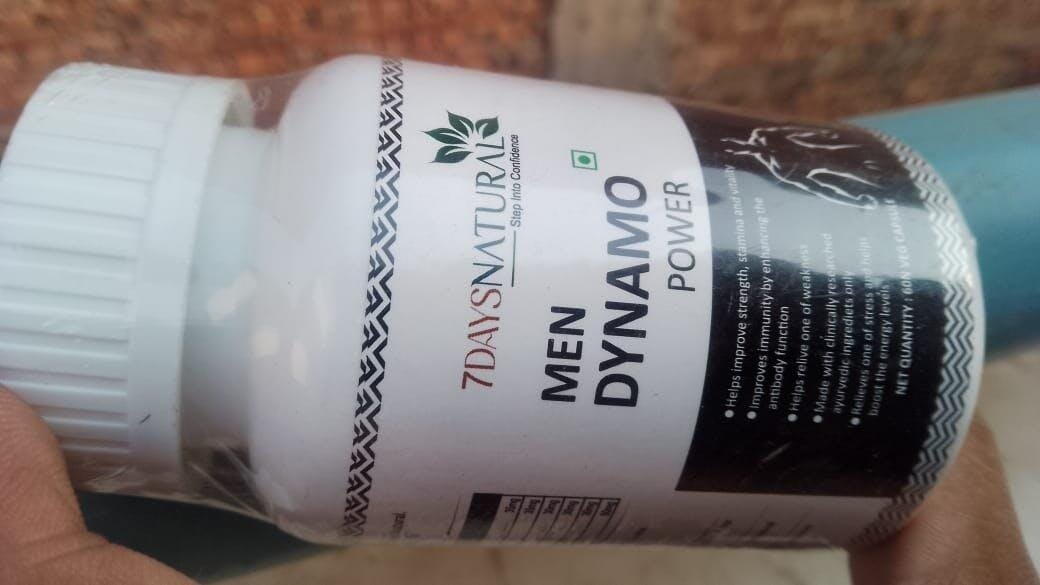 7DAYSNATURAL
Step Into Confidence
MEN
DYNAMO
POWER
Helps improve strength, stamina and vitality
Improves immunity by enhancing the
antibody function
Helps relive one of weakness
Made with clinically researched
ayurvedic ingrediets only
Relieves one of stress and helps
boost the energy levels
NET QUANTITY : 60N VEG CAPSULE